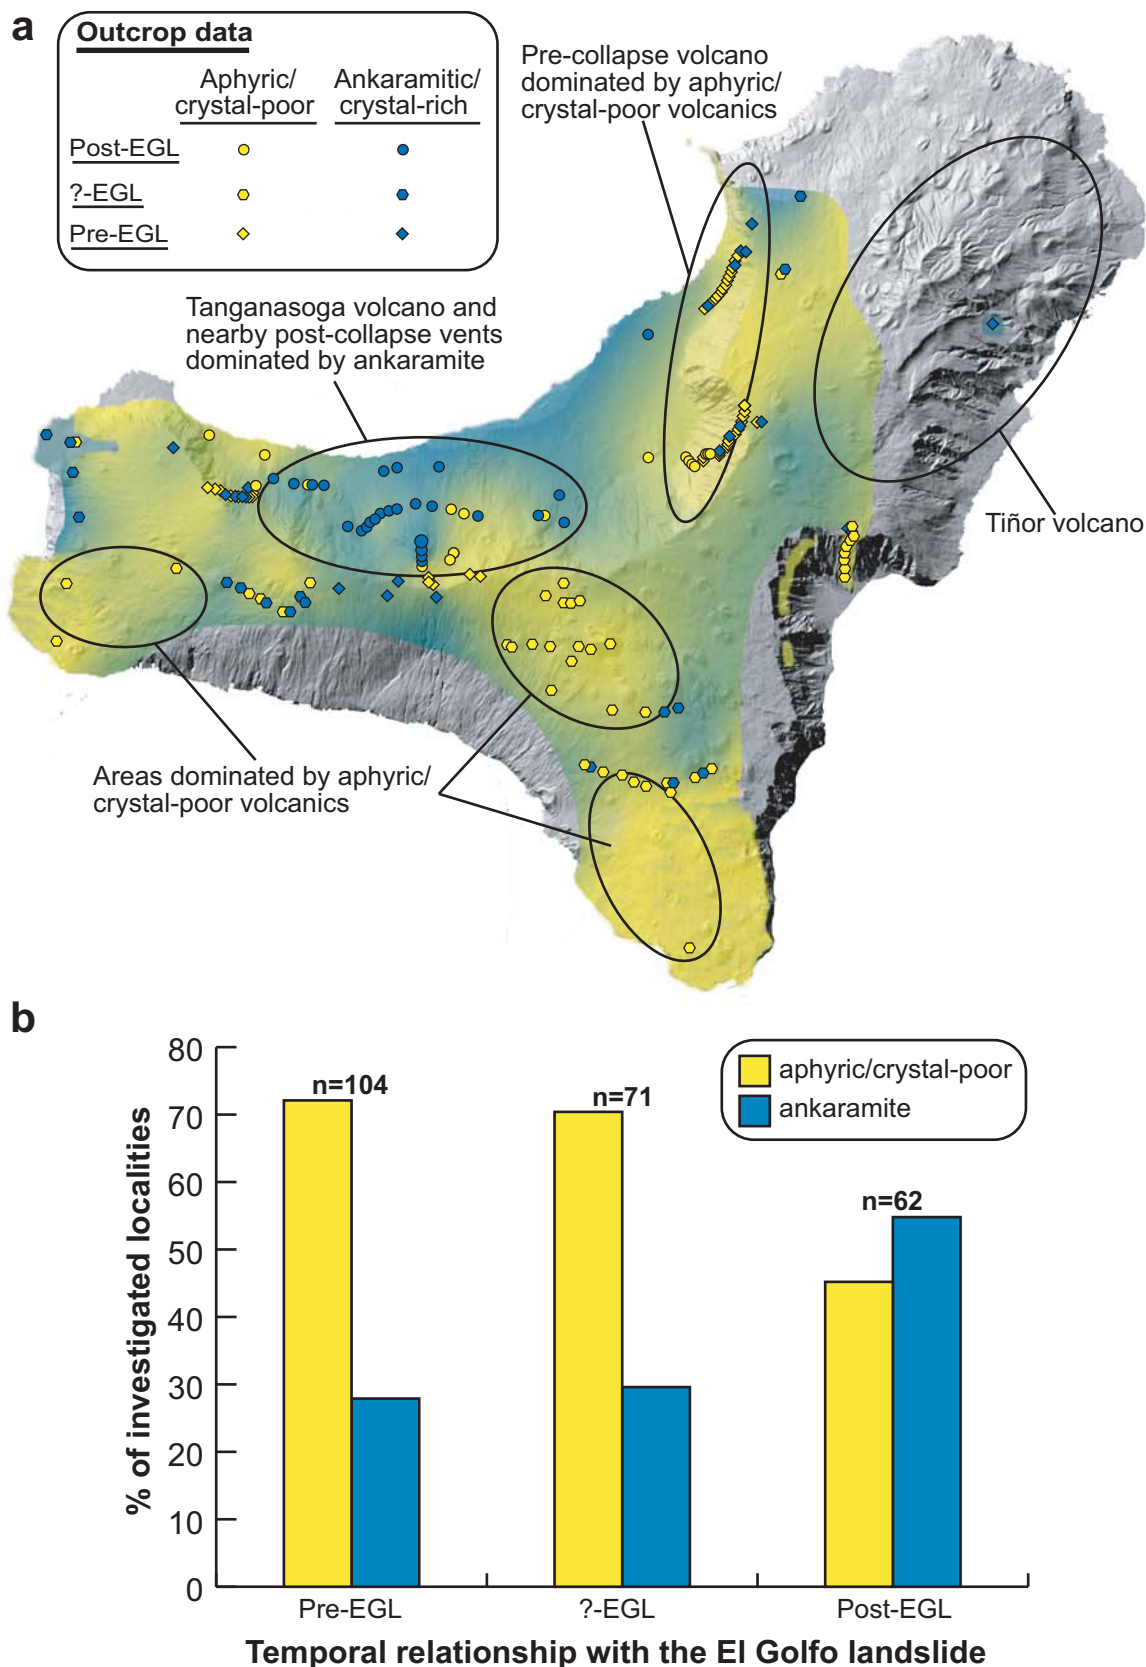 a
Outcrop data
Aphyric/
crystal-poor
Ankaramitic/
crystal-rich
Post-EGL
?-EGL
Pre-EGL
Pre-collapse volcano
dominated by aphyric/
crystal-poor volcanics
Tanganasoga volcano and
nearby post-collapse vents
dominated by ankaramite
Tiñor volcano
Areas dominated by aphyric/
crystal-poor volcanics
b
% of investigated localities
80
70
60
50
40
30
20
10
0
n=104
n=71
n=62
aphyric/crystal-poor
ankaramite
Pre-EGL
?-EGL
Post-EGL
Temporal relationship with the El Golfo landslide